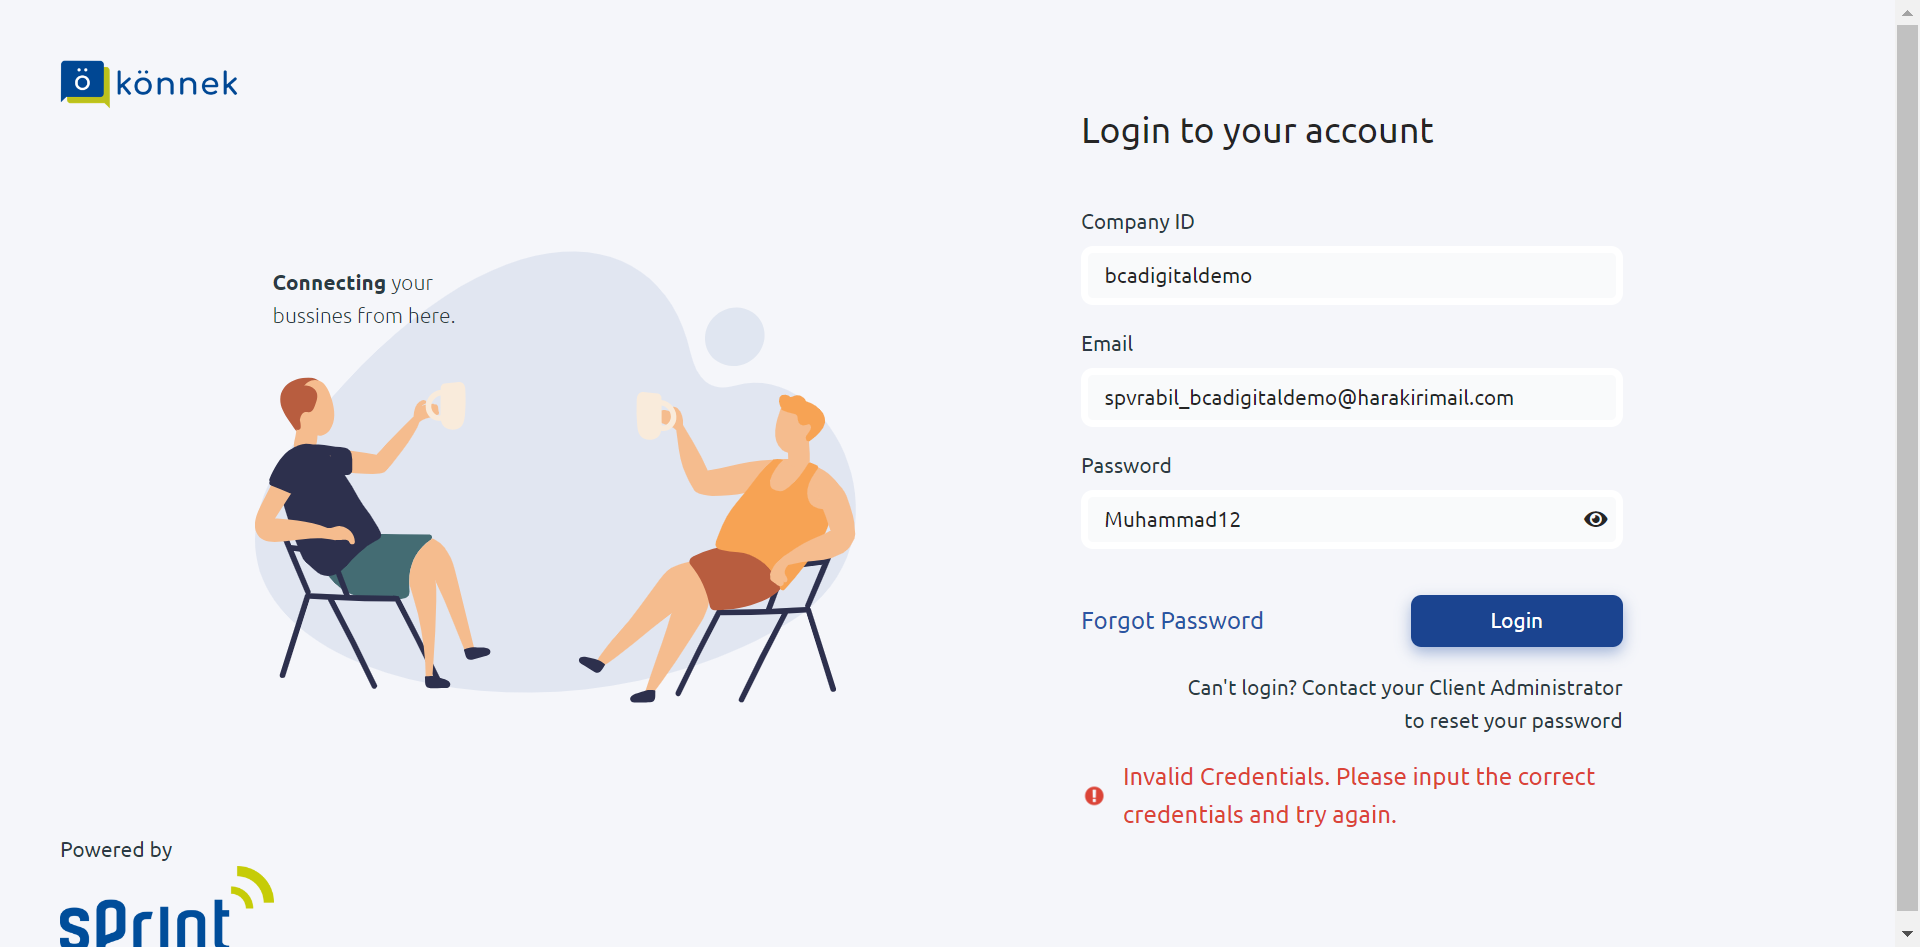 ö könnek
Connecting your
bussines from here.
Powered by
sprint
Login to your account
Company ID
bcadigitaldemo
Email
spvrabil_bcadigitaldemo@harakirimail.com
Password
Muhammad12
Forgot Password
Login
Can't login? Contact your Client Administrator
to reset your password
Invalid Credentials. Please input the correct
credentials and try again.